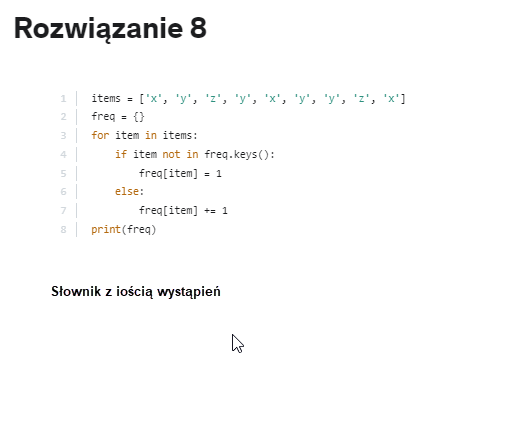 Rozwiązanie 8
1 items = ['x', 'y', 'z', 'y', 'x', 'y', 'y', 'z', 'x']
2 freq = {}
3 for item in items:
4     if item not in freq.keys():
5         freq[item] = 1
6     else:
7         freq[item] += 1
8 print(freq)
Słownik z iością wystąpień